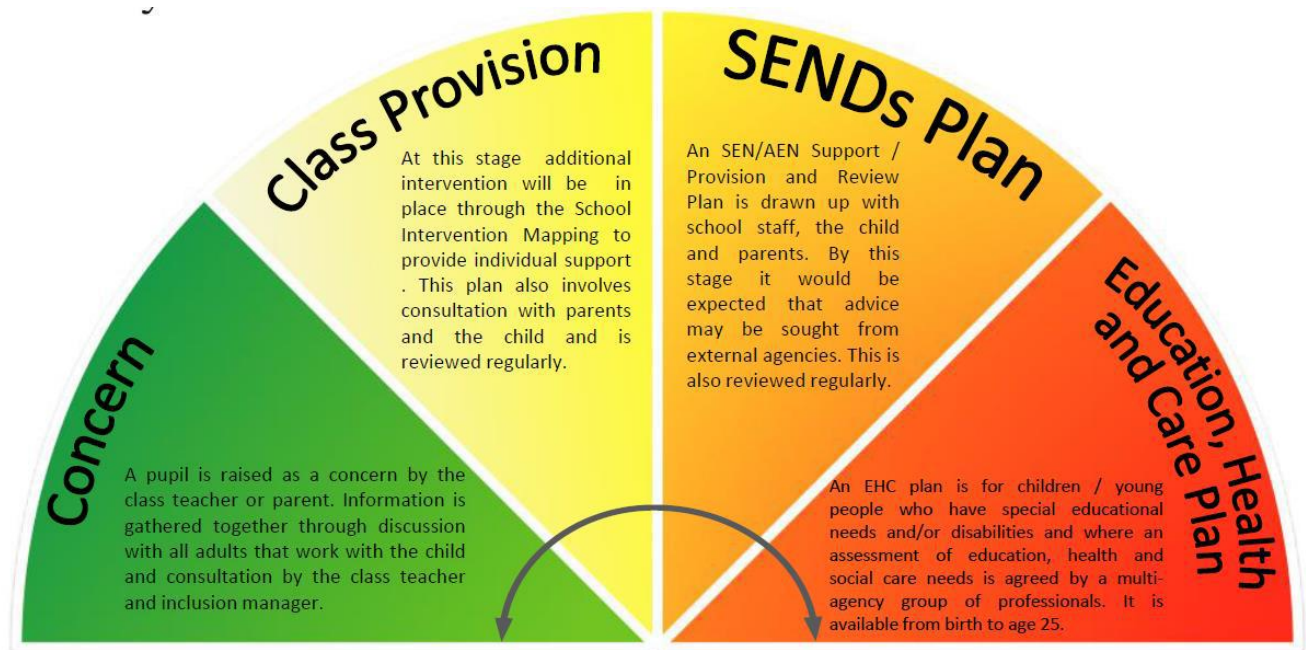 Concern
A pupil is raised as a concern by the
class teacher or parent. Information is
gathered together through discussion
with all adults that work with the child
and consultation by the class teacher
and inclusion manager.
Class Provision
At this stage additional
intervention will be in
place through the School
Intervention Mapping to
provide individual support
. This plan also involves
consultation with parents
and the child and is
reviewed regularly.
SENDs Plan
An SEN/AEN Support /
Provision and Review
Plan is drawn up with
school staff, the child
and parents. By this
stage it would be
expected that advice
may be sought from
external agencies. This is
also reviewed regularly.
Education, Health
and Care Plan
An EHC plan is for children / young
people who have special educational
needs and/or disabilities and where an
assessment of education, health and
social care needs is agreed by a multi-
agency group of professionals. It is
available from birth to age 25.